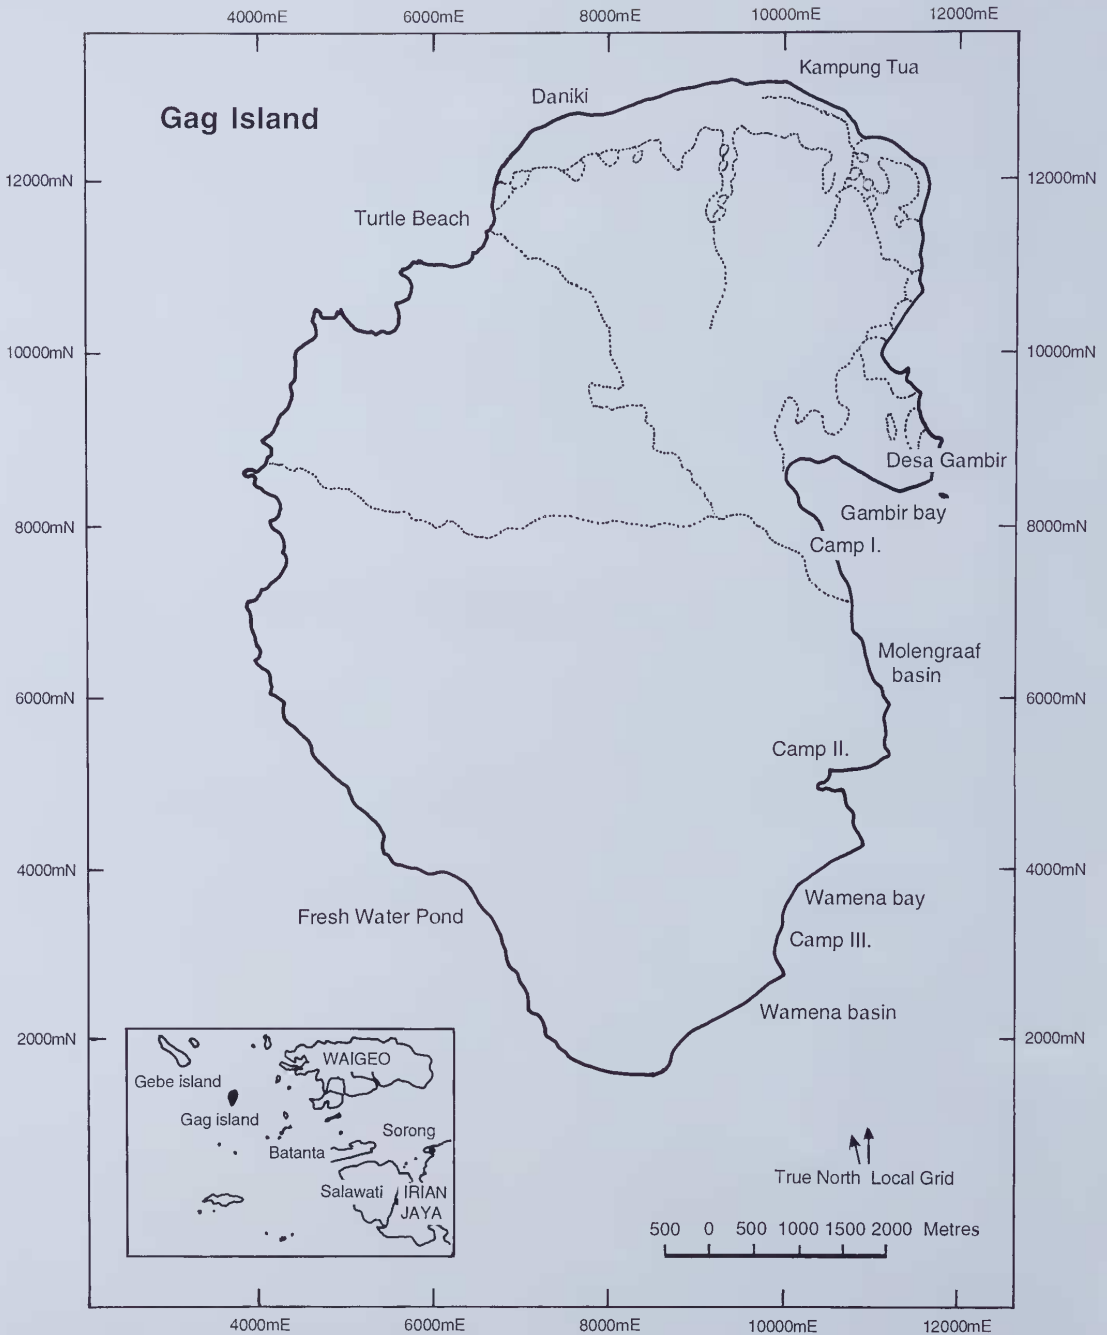 4000mE 6000mE 8000mE 10000mE 12000mE
Kampung Tua
Daniki
Gag Island
12000mN 12000mN
Turtle Beach
10000mN 10000mN
Desa Gambir
Gambir bay
8000mN 8000mN
Camp I.
Molengraaf
basin
6000mN 6000mN
Camp II.
4000mN 4000mN
Wamena bay
Fresh Water Pond
Camp III.
Wamena basin
2000mN 2000mN
WAIGEO
Gebe island
Gag island
Sorong
Batanta
Salawati
IRIAN
JAYA
True North Local Grid
500 0 500 1000 1500 2000 Metres
4000mE 6000mE 8000mE 10000mE 12000mE